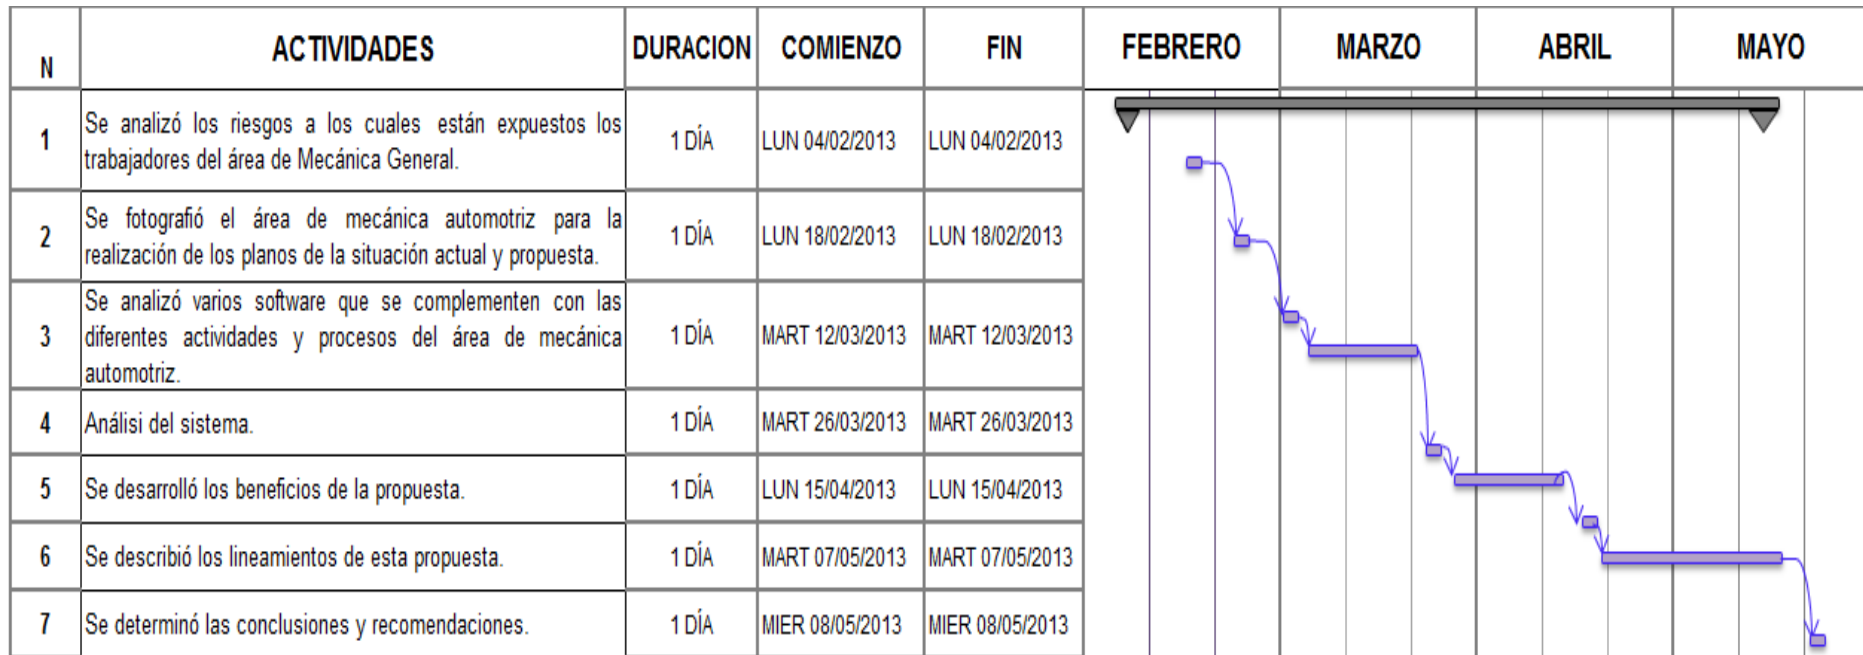 N ACTIVIDADES DURACION COMIENZO FIN FEBRERO MARZO ABRIL MAYO
1 Se analizó los riesgos a los cuales están expuestos los
trabajadores del área de Mecánica General. 1 DÍA LUN 04/02/2013 LUN 04/02/2013
2 Se fotografió el área de mecánica automotriz para la
realización de los planos de la situación actual y propuesta. 1 DÍA LUN 18/02/2013 LUN 18/02/2013
3 Se analizó varios software que se complementen con las
diferentes actividades y procesos del área de mecánica
automotriz. 1 DÍA MART 12/03/2013 MART 12/03/2013
4 Análisi del sistema. 1 DÍA MART 26/03/2013 MART 26/03/2013
5 Se desarrolló los beneficios de la propuesta. 1 DÍA LUN 15/04/2013 LUN 15/04/2013
6 Se describió los lineamientos de esta propuesta. 1 DÍA MART 07/05/2013 MART 07/05/2013
7 Se determinó las conclusiones y recomendaciones. 1 DÍA MIER 08/05/2013 MIER 08/05/2013